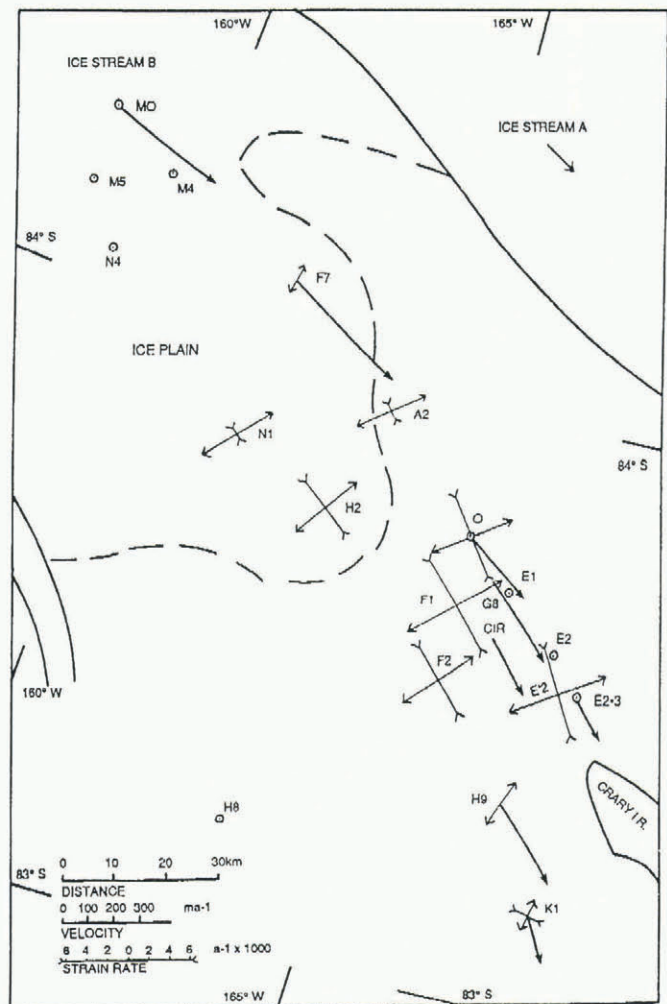 160°W
165°W
ICE STREAM B
MO
ICE STREAM A
M5
M4
84° S
N4
F7
ICE PLAIN
A2
N1
84° S
H2
O
E1
F1
G8
CIR
E2
F2
E'2
E2·3
160° W
CRARY I R.
H9
H8
83° S
0 10 20 30km
DISTANCE
0 100 200 300 ma-1
VELOCITY
K1
6 4 2 0 2 4 6 a-1 x 1000
STRAIN RATE
165° W
83° S